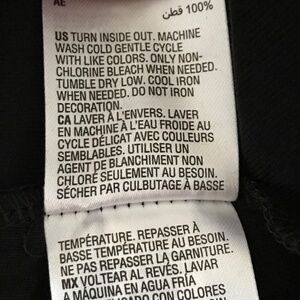 AE
100% قطن
US TURN INSIDE OUT. MACHINE
WASH COLD GENTLE CYCLE
WITH LIKE COLORS. ONLY NON-
CHLORINE BLEACH WHEN NEEDED.
TUMBLE DRY LOW. COOL IRON
WHEN NEEDED. DO NOT IRON
DECORATION.
CA LAVER À L'ENVERS. LAVER
EN MACHINE À L'EAU FROIDE AU
CYCLE DÉLICAT AVEC COULEURS
SEMBLABLES. UTILISER UN
AGENT DE BLANCHIMENT NON
CHLORÉ SEULEMENT AU BESOIN.
SÉCHER PAR CULBUTAGE À BASSE
TEMPÉRATURE. REPASSER À
BASSE TEMPÉRATURE AU BESOIN.
NE PAS REPASSER LA GARNITURE.
MX VOLTEAR AL REVÉS. LAVAR
A MÁQUINA EN AGUA FRÍA
CON COLORES